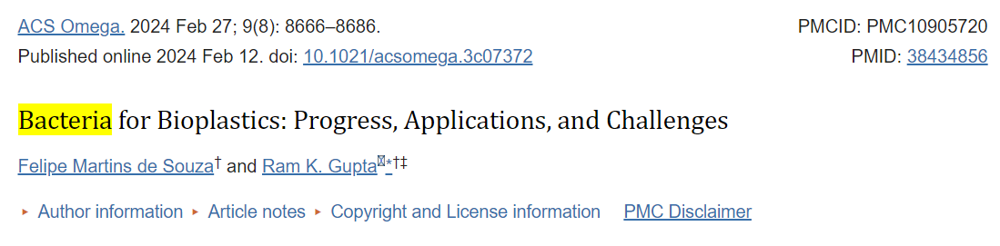 ACS Omega. 2024 Feb 27; 9(8): 8666–8686.
PMCID: PMC10905720
Published online 2024 Feb 12. doi: 10.1021/acsomega.3c07372
PMID: 38434856
Bacteria for Bioplastics: Progress, Applications, and Challenges
Felipe Martins de Souza† and Ram K. Gupta*†‡
▸ Author information ▸ Article notes ▸ Copyright and License information PMC Disclaimer